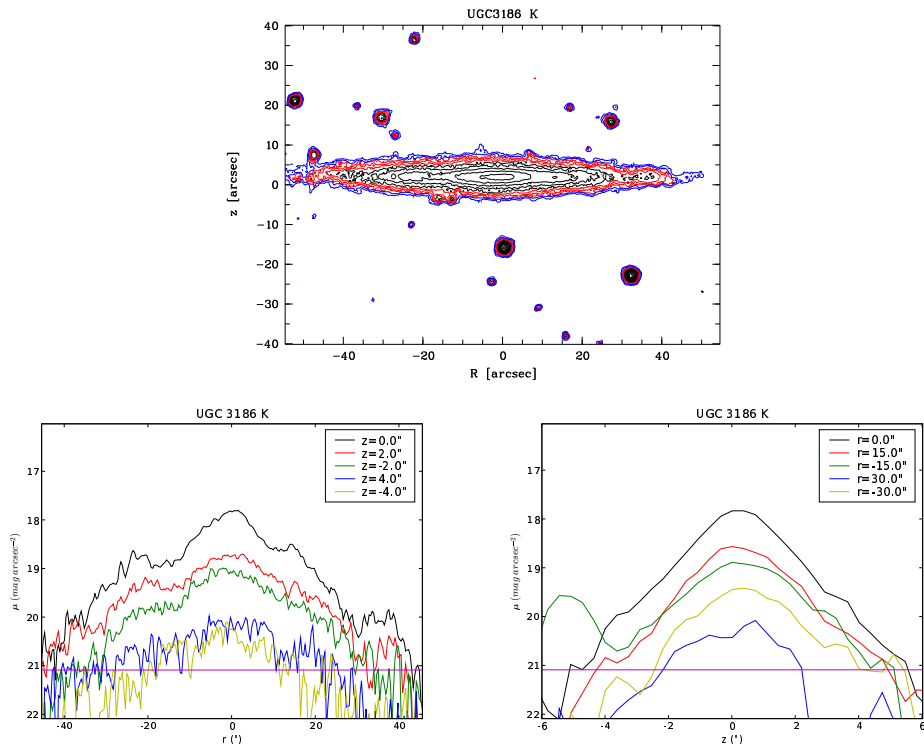 UGC3186 K
40
30
20
10
0
-10
-20
-30
-40
z [arcsec]
-40 -20 0 20 40
R [arcsec]
UGC 3186 K
z=0.0"
z=2.0"
z=-2.0"
z=4.0"
z=-4.0"
17
18
19
20
21
22
μ (mag arcsec⁻²)
-40 -20 0 20 40
r (")
UGC 3186 K
r=0.0"
r=15.0"
r=-15.0"
r=30.0"
r=-30.0"
17
18
19
20
21
22
μ (mag arcsec⁻²)
-6 -4 -2 0 2 4 6
z (")